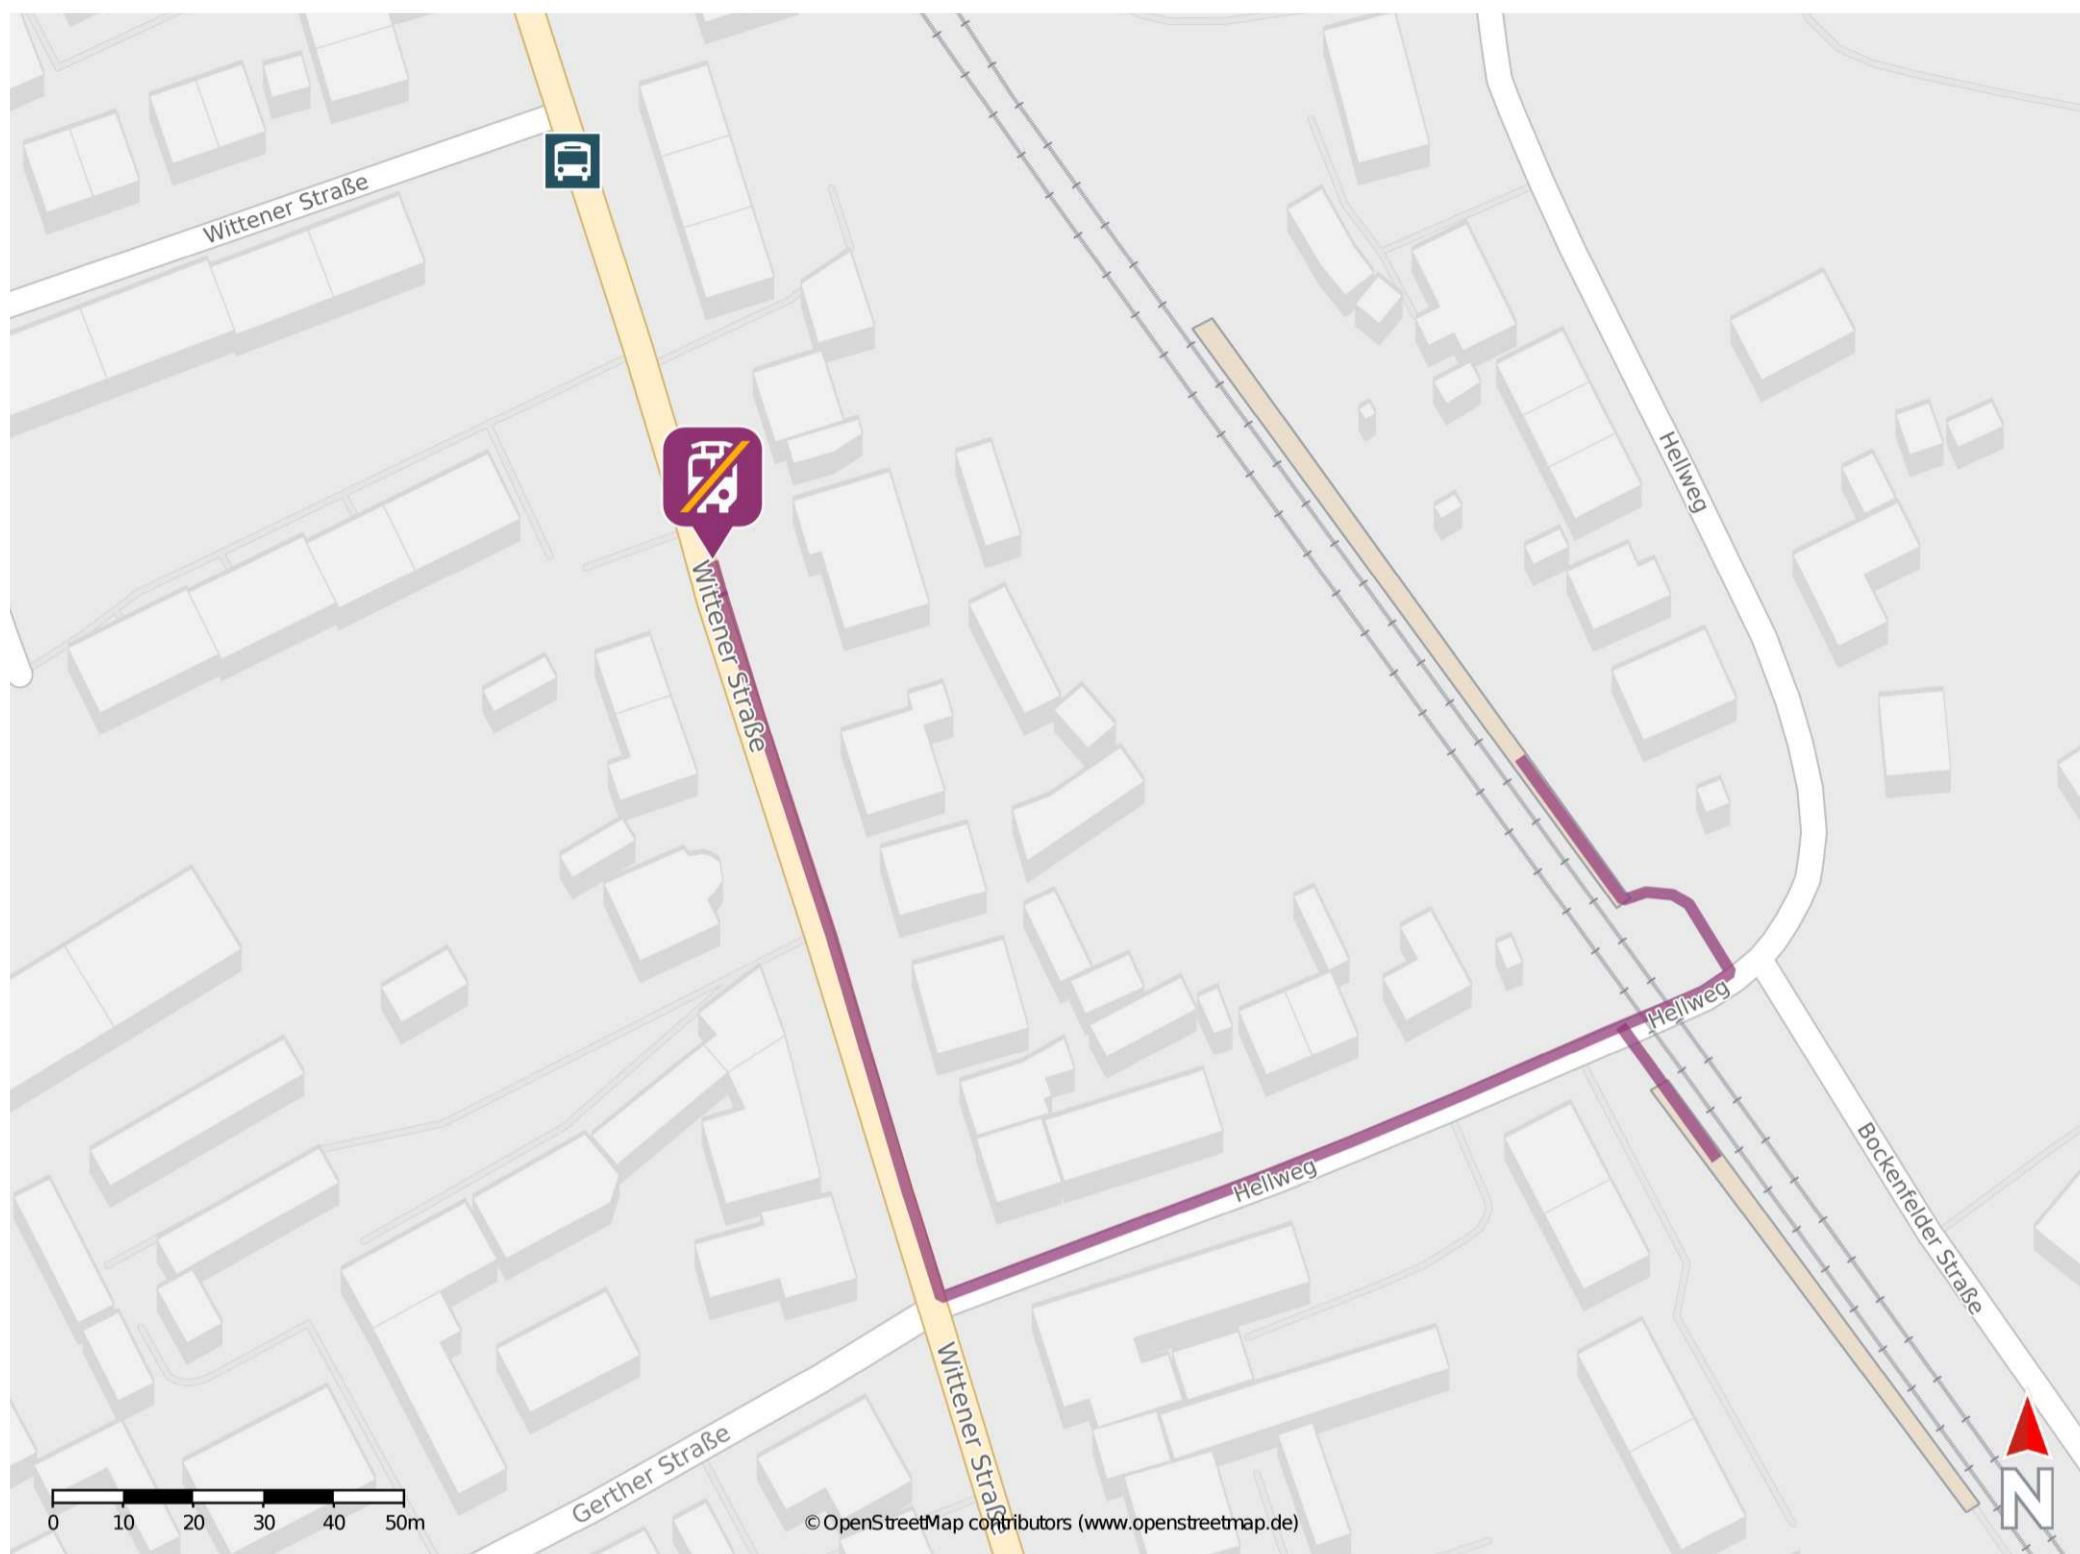 Wittener Straße
Hellweg
Wittener Straße
Hellweg
Hellweg
Bockenfelder Straße
Wittener Straße
Gerther Straße
0 10 20 30 40 50m
© OpenStreetMap contributors (www.openstreetmap.de)
N